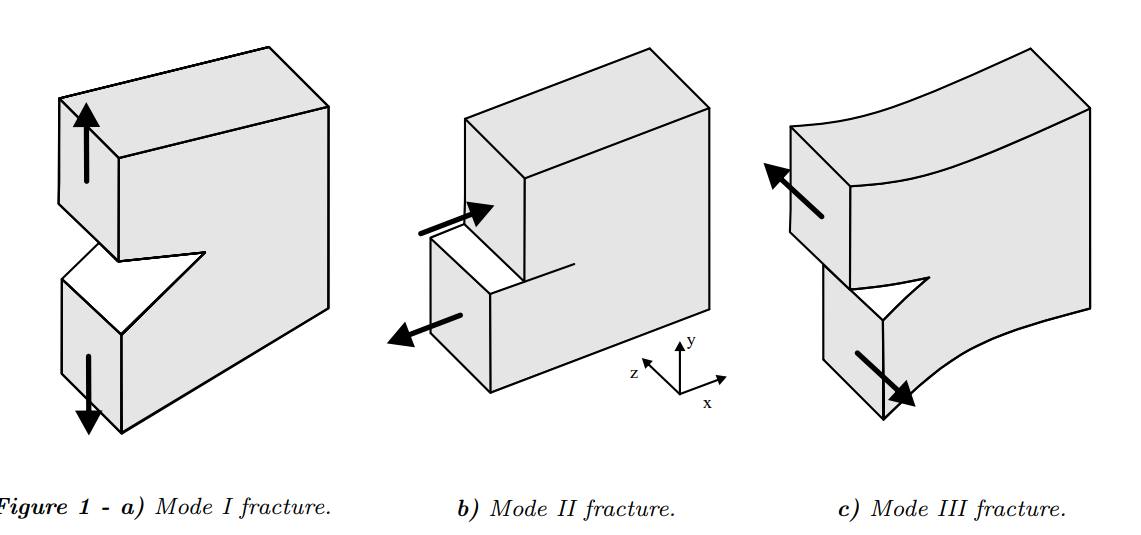 y
z
x
Figure 1 - a) Mode I fracture.
b) Mode II fracture.
c) Mode III fracture.